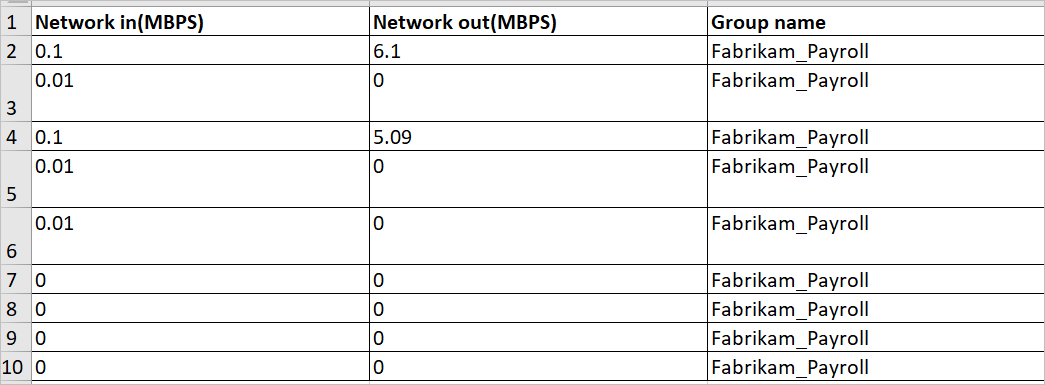 1 Network in(MBPS) Network out(MBPS) Group name
2 0.1 6.1 Fabrikam_Payroll
3 0.01 0 Fabrikam_Payroll
4 0.1 5.09 Fabrikam_Payroll
5 0.01 0 Fabrikam_Payroll
6 0.01 0 Fabrikam_Payroll
7 0 0 Fabrikam_Payroll
8 0 0 Fabrikam_Payroll
9 0 0 Fabrikam_Payroll
10 0 0 Fabrikam_Payroll